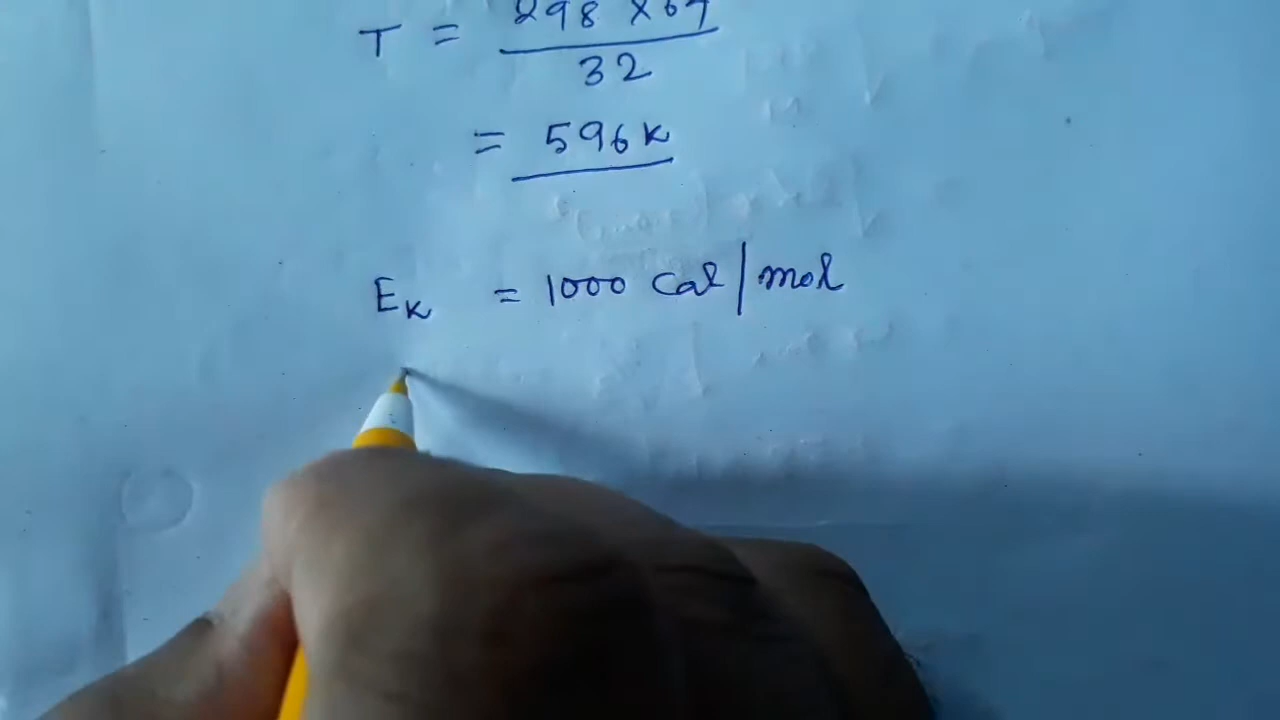 T = 298 × 64
32
= 596 K
EK = 1000 Cal/mol